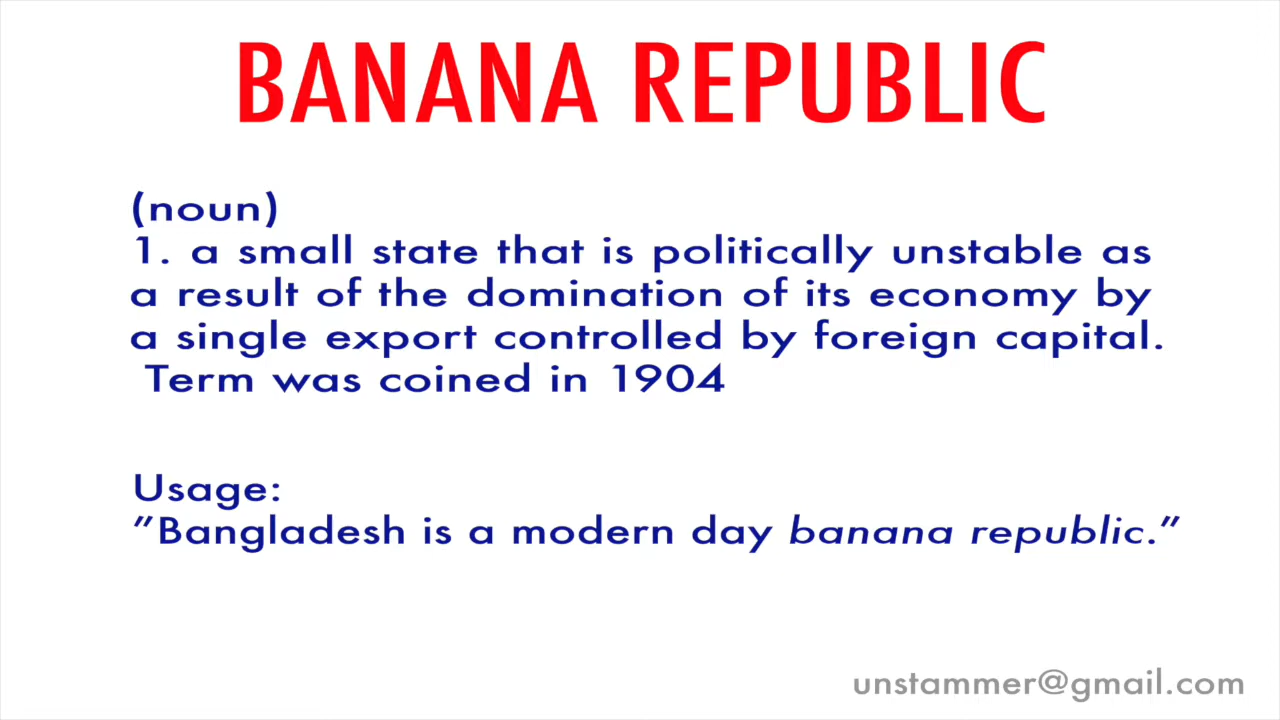 BANANA REPUBLIC
(noun)
1. a small state that is politically unstable as
a result of the domination of its economy by
a single export controlled by foreign capital.
Term was coined in 1904
Usage:
”Bangladesh is a modern day banana republic.”
unstammer@gmail.com